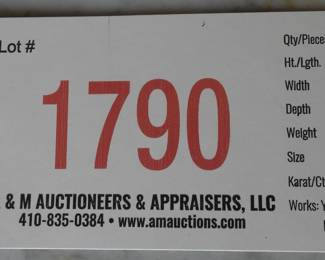 Lot #
1790
& M AUCTIONEERS & APPRAISERS, LLC
410-835-0384 • www.amauctions.com
Qty/Piece
Ht./Lgth.
Width
Depth
Weight
Size
Karat/Ct
Works: Y